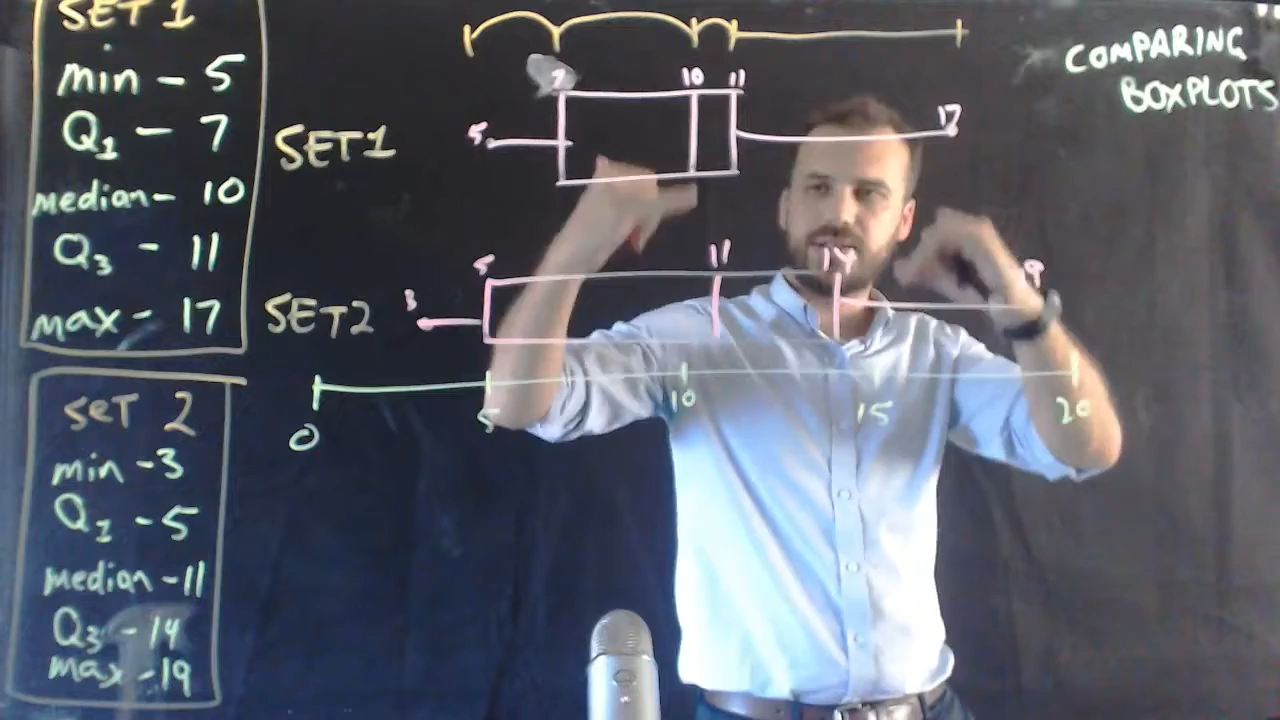 SET 1
min - 5
Q1 - 7
median - 10
Q3 - 11
max - 17
SET 2
min - 3
Q1 - 5
median - 11
Q3 - 14
max - 19
COMPARING
BOXPLOTS
7 10 11
SET1 5 17
5 11 14 19
SET2 3
0 5 10 15 20